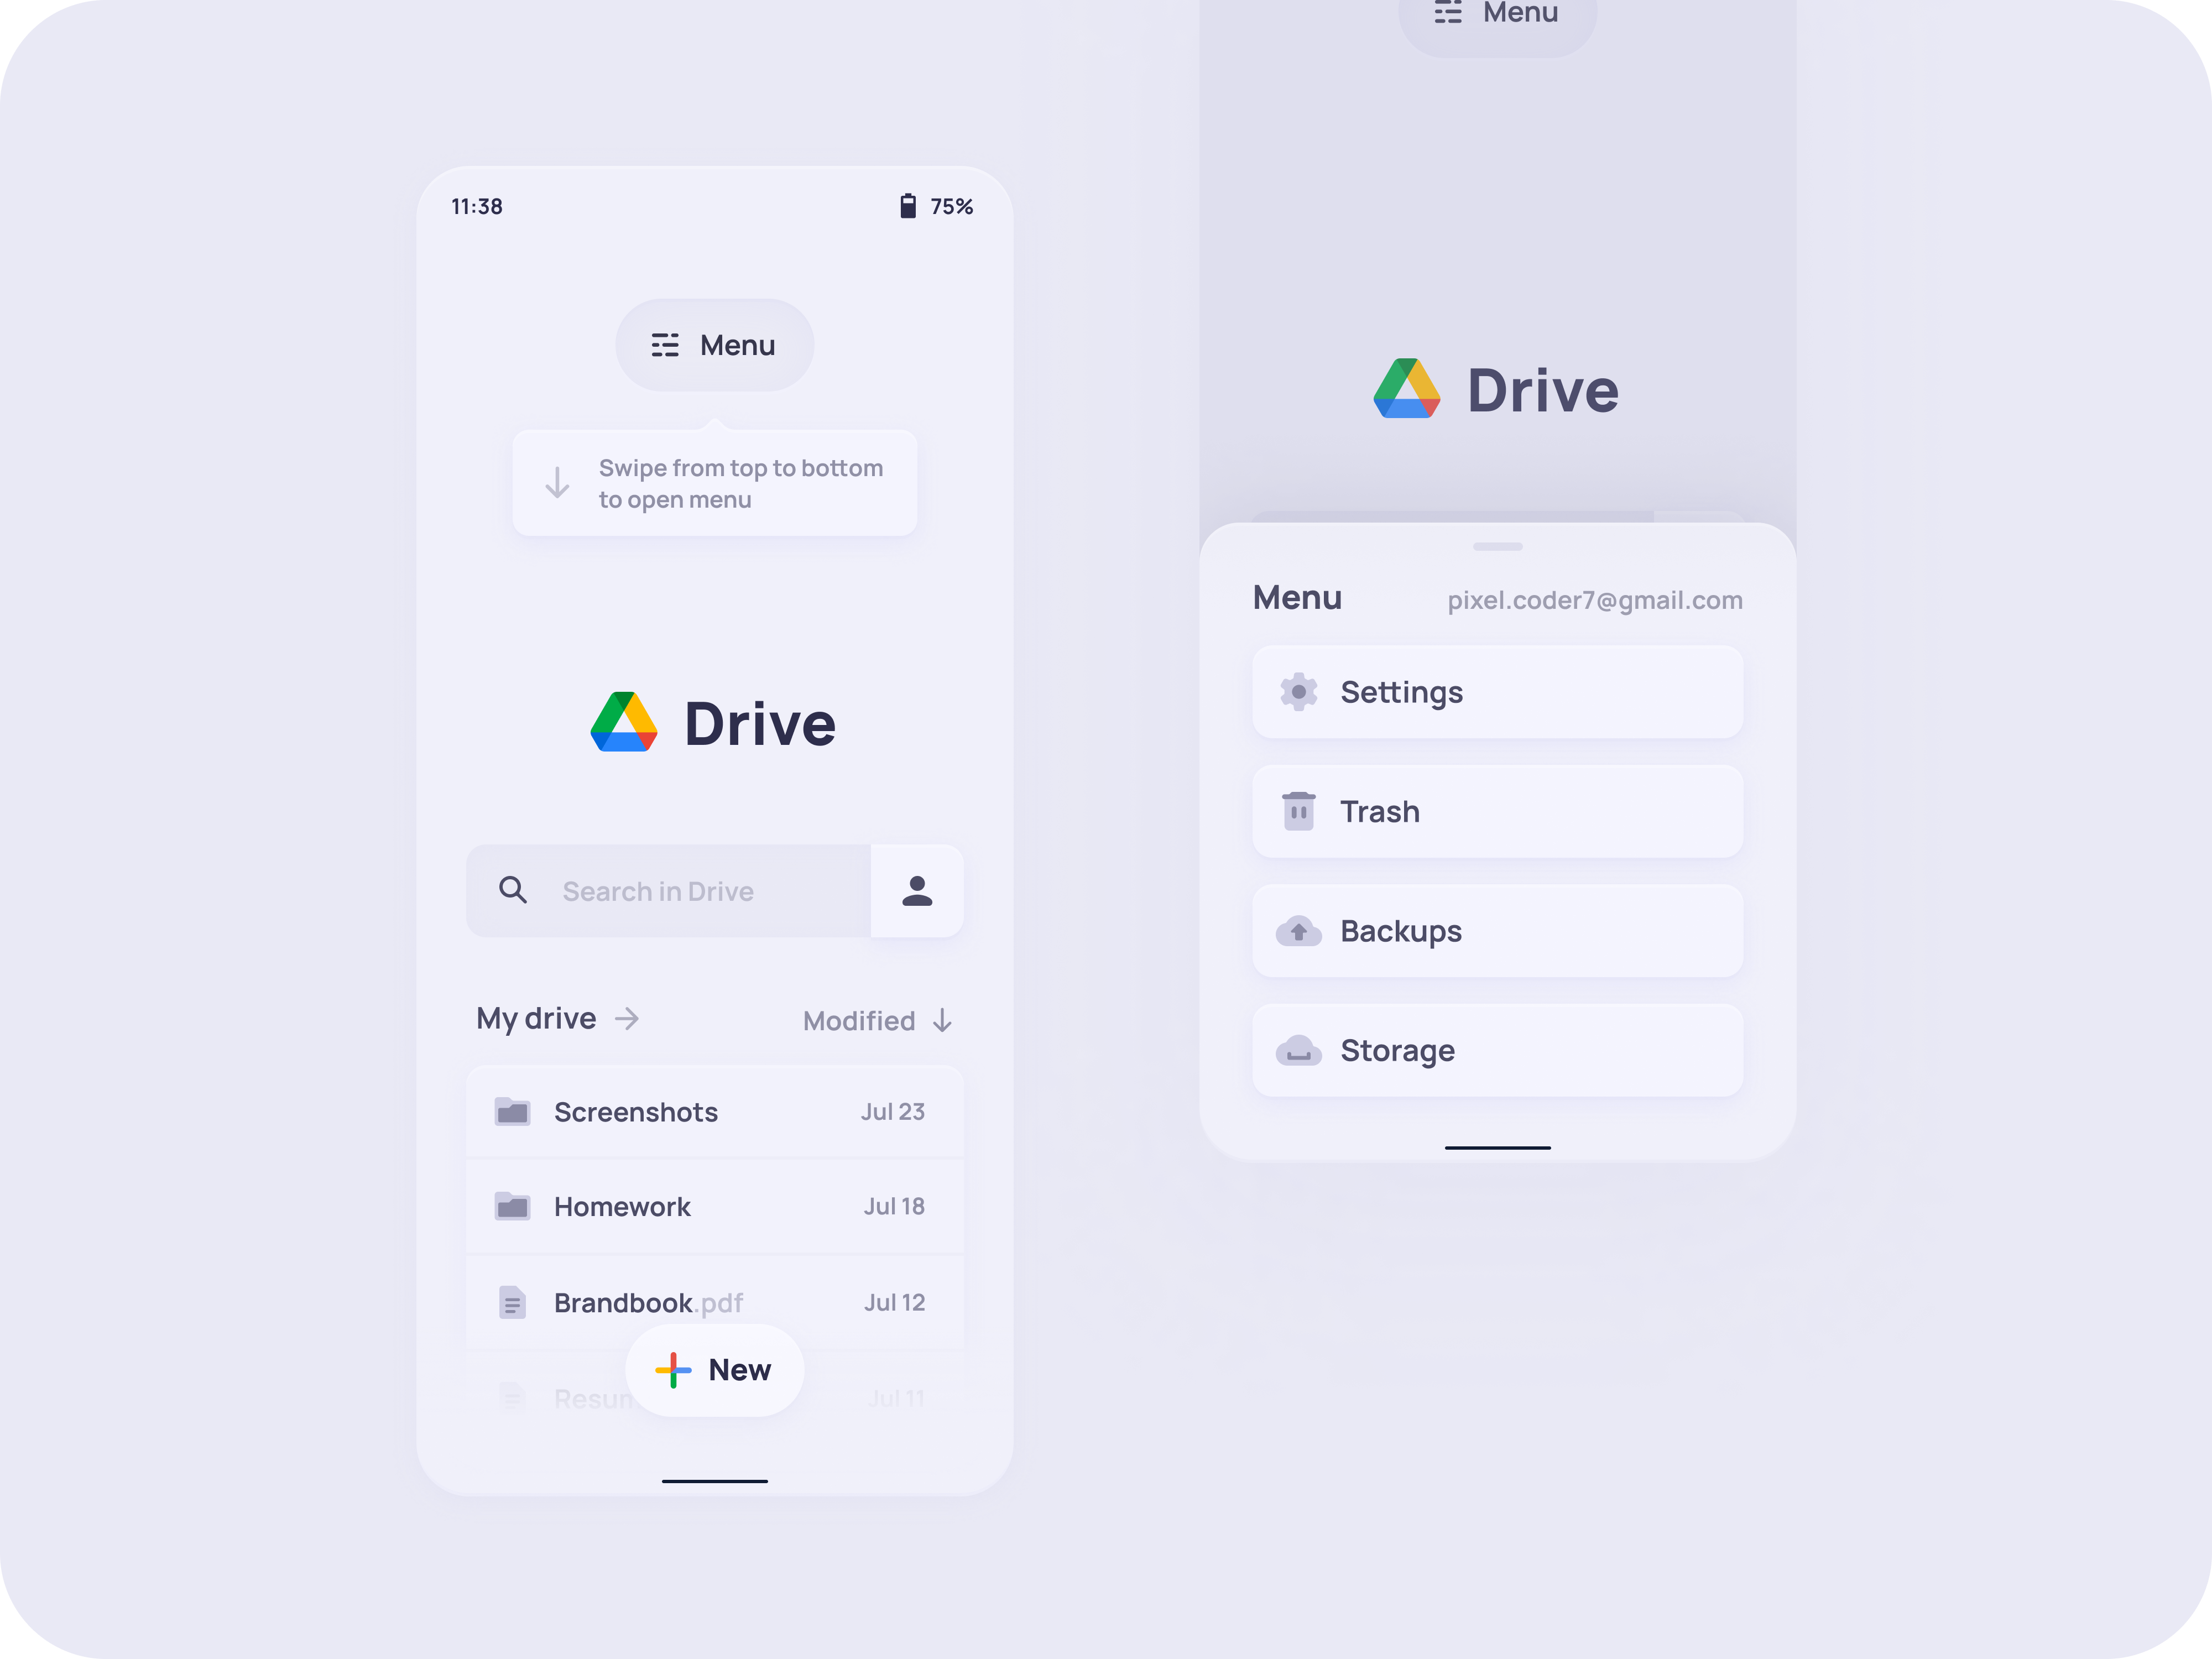 11:38
75%
Menu
Swipe from top to bottom
to open menu
Drive
Search in Drive
My drive
Modified
Screenshots
Jul 23
Homework
Jul 18
Brandbook.pdf
Jul 12
Jul 11
New
Menu
Drive
Menu
pixel.coder7@gmail.com
Settings
Trash
Backups
Storage